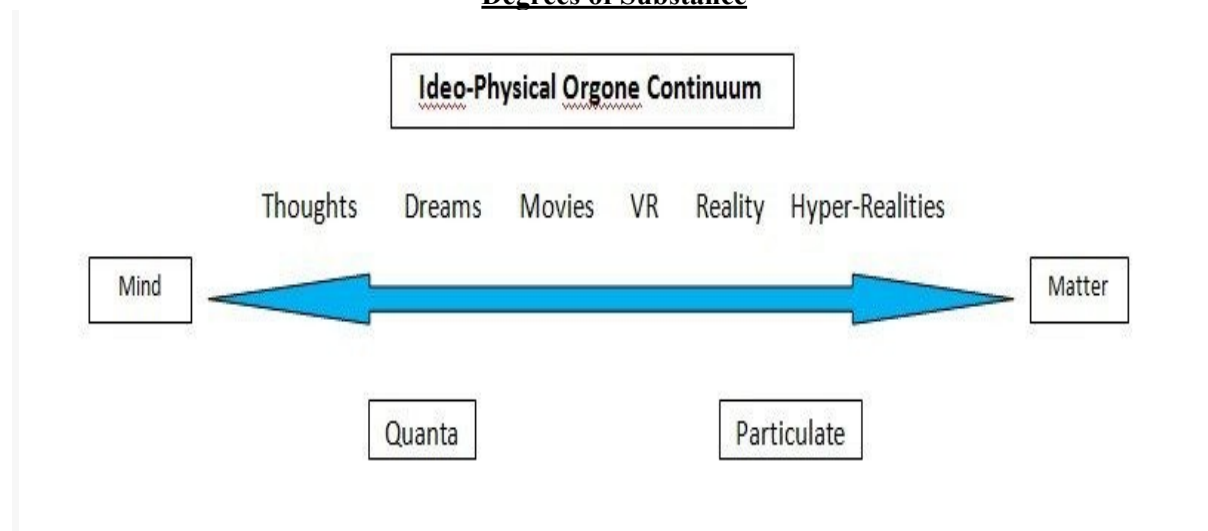 Degrees of Substance
Ideo-Physical Orgone Continuum
Thoughts Dreams Movies VR Reality Hyper-Realities
Mind
Matter
Quanta
Particulate